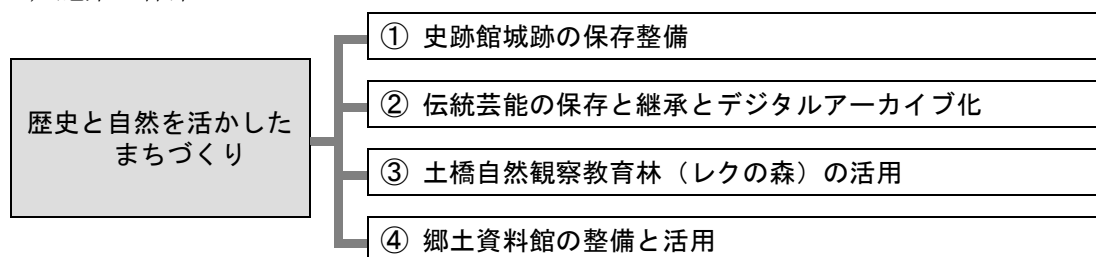 歴史と自然を活かした
まちづくり
① 史跡館城跡の保存整備
② 伝統芸能の保存と継承とデジタルアーカイブ化
③ 土橋自然観察教育林（レクの森）の活用
④ 郷土資料館の整備と活用